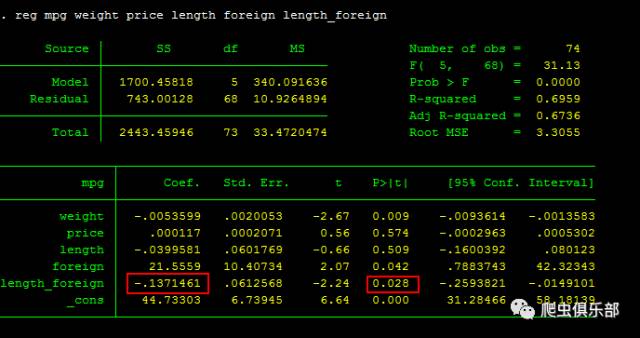 . reg mpg weight price length foreign length_foreign
Source | SS df MS Number of obs = 74
F( 5, 68) = 31.13
Model | 1700.45818 5 340.091636 Prob > F = 0.0000
Residual | 743.00128 68 10.9264894 R-squared = 0.6959
Adj R-squared = 0.6736
Total | 2443.45946 73 33.4720474 Root MSE = 3.3055
mpg | Coef. Std. Err. t P>|t| [95% Conf. Interval]
weight | -.0053599 .0020053 -2.67 0.009 -.0093614 -.0013583
price | .000117 .0002071 0.56 0.574 -.0002963 .0005302
length | -.0399581 .0601769 -0.66 0.509 -.1600392 .080123
foreign | 21.5559 10.40734 2.07 0.042 .7883743 42.32343
length_foreign | -.1371461 .0612568 -2.24 0.028 -.2593821 -.0149101
_cons | 44.73303 6.73945 6.64 0.000 31.28466 58.18139
爬虫俱乐部